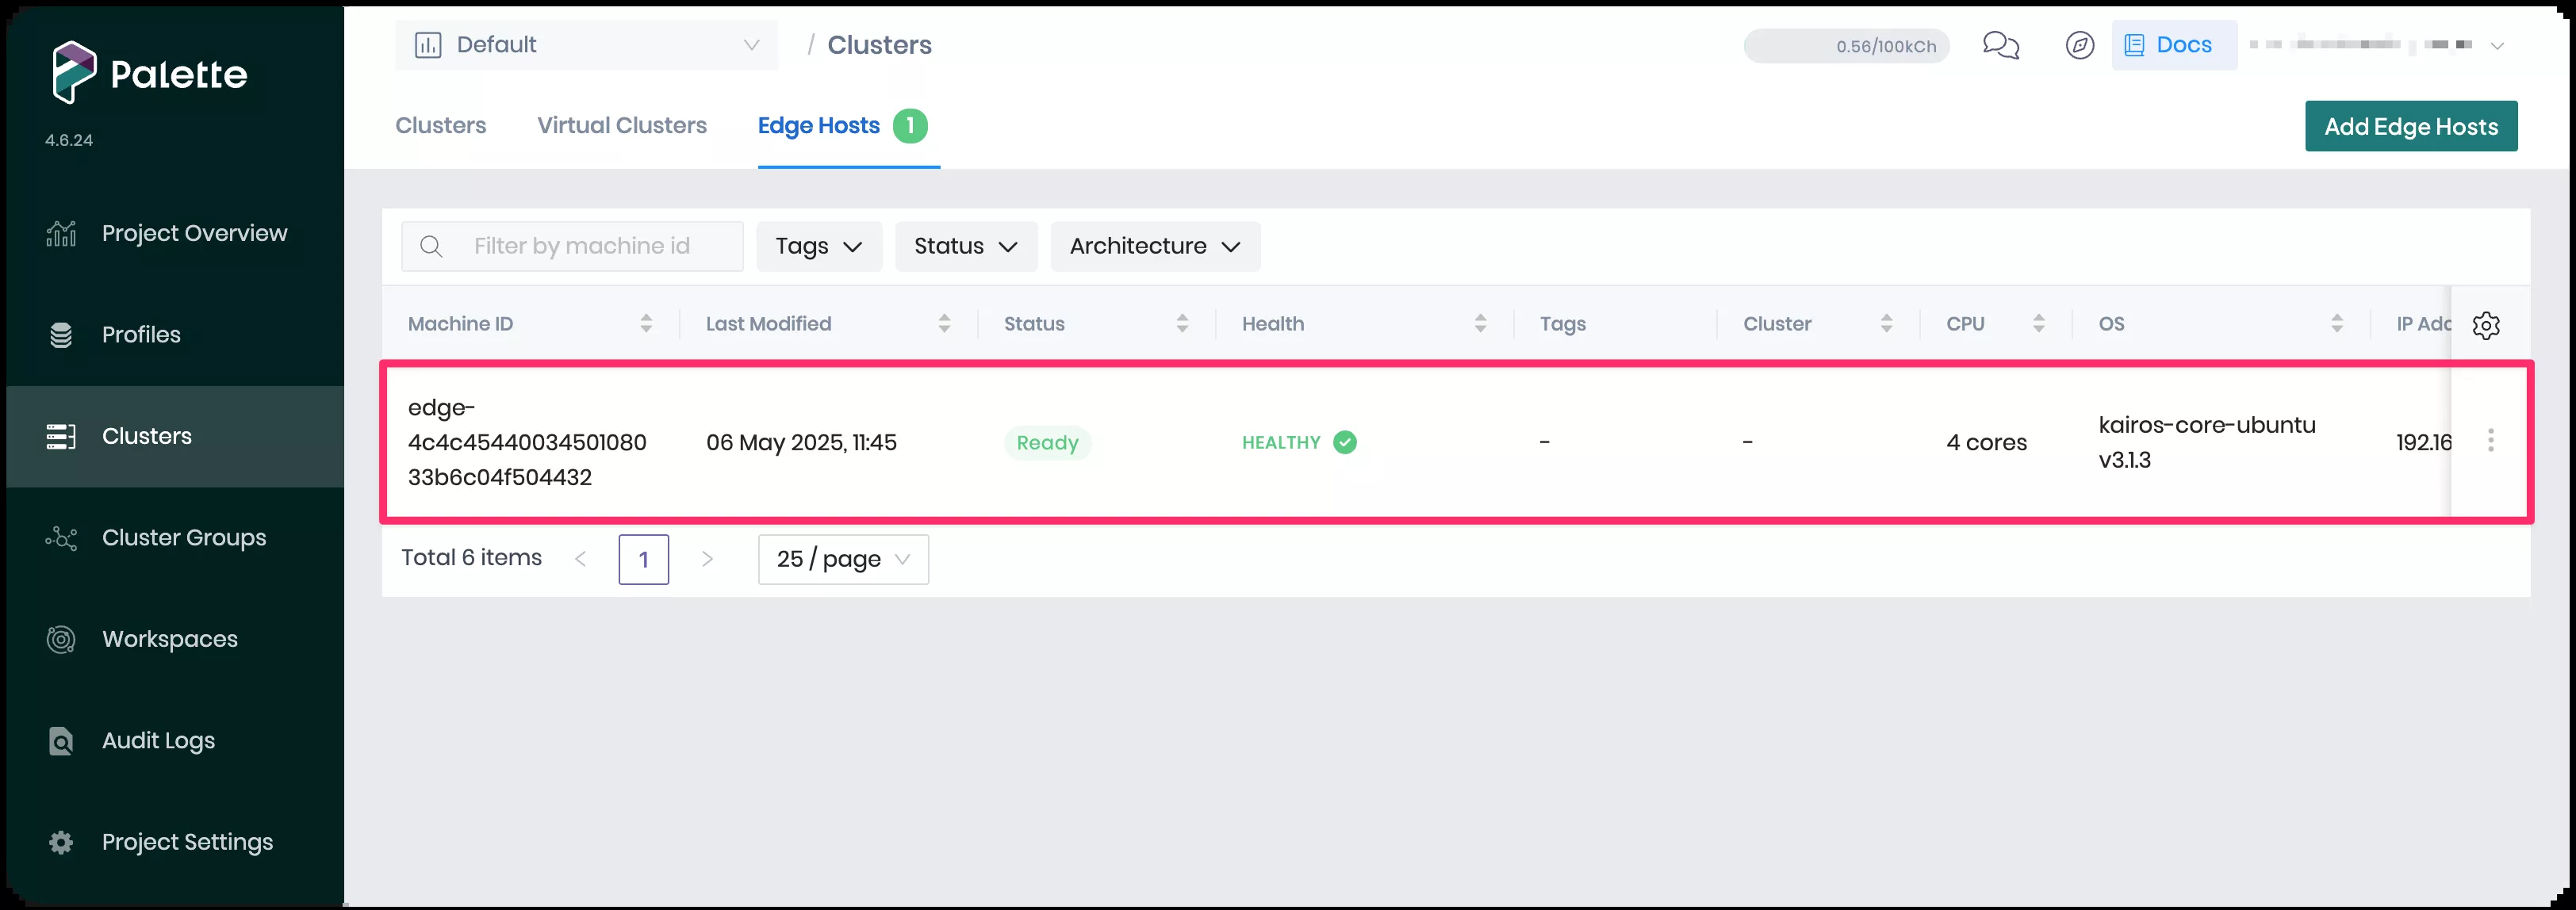 Palette
4.6.24
Project Overview
Profiles
Clusters
Cluster Groups
Workspaces
Audit Logs
Project Settings
Default
/ Clusters
0.56/100kCh
Docs
Clusters
Virtual Clusters
Edge Hosts 1
Add Edge Hosts
Filter by machine id
Tags
Status
Architecture
Machine ID Last Modified Status Health Tags Cluster CPU OS IP Add
edge-
4c4c45440034501080
33b6c04f504432
06 May 2025, 11:45
Ready
HEALTHY
-
-
4 cores
kairos-core-ubuntu
v3.1.3
192.16
Total 6 items < 1 > 25 / page